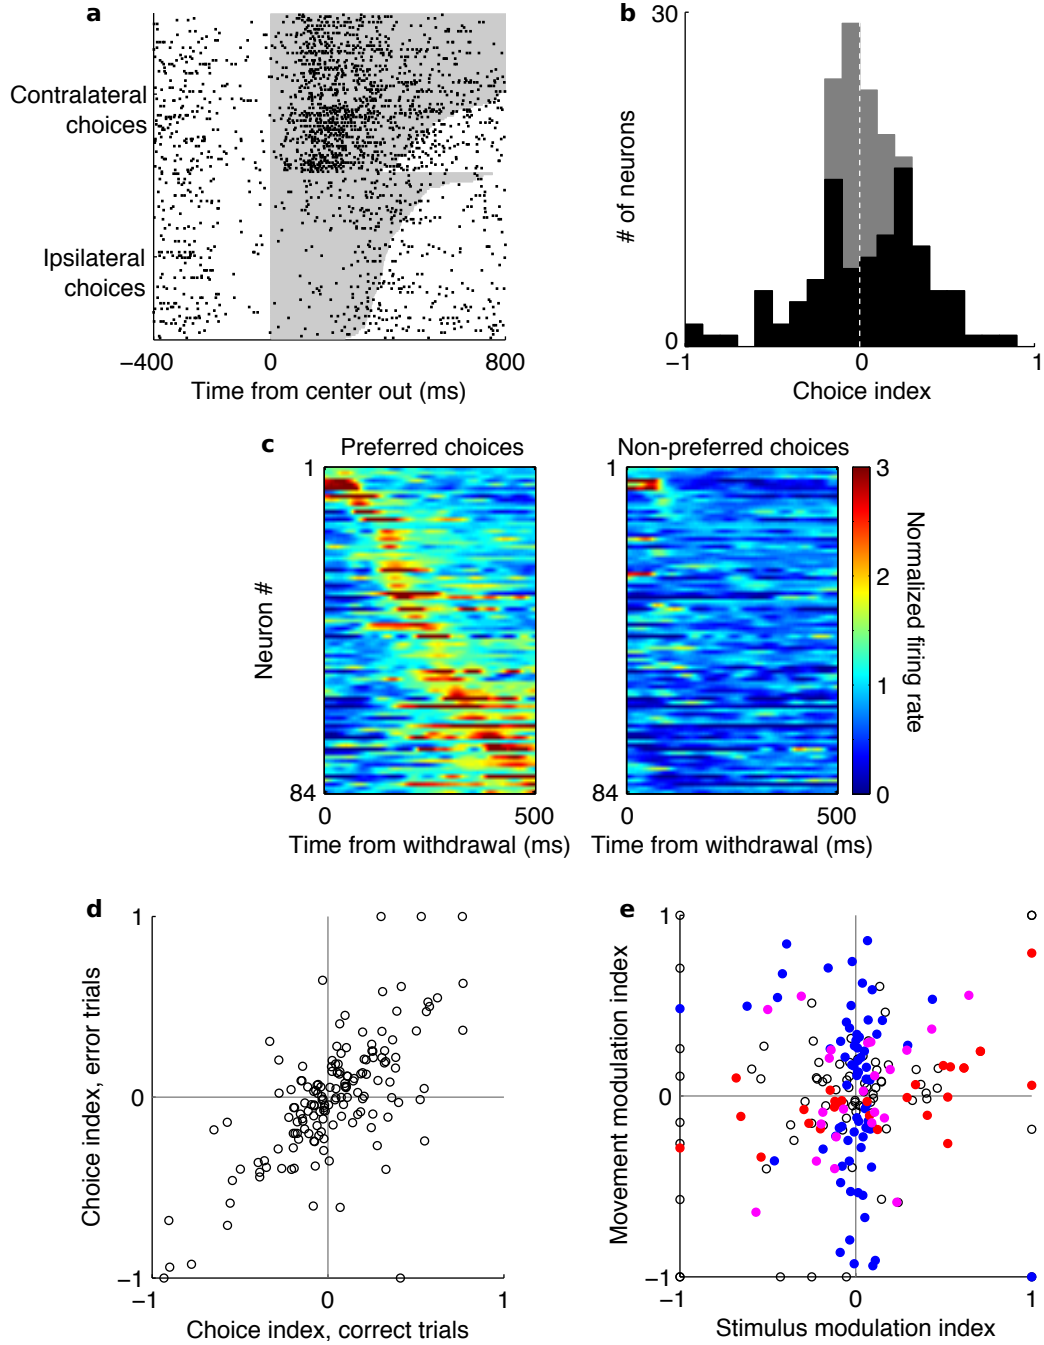 a
Contralateral
choices
Ipsilateral
choices
−400
0
400
800
Time from center out (ms)
b
30
# of neurons
0
−1
0
1
Choice index
c
Preferred choices
Non-preferred choices
1
Neuron #
84
0
500
Time from withdrawal (ms)
1
84
0
500
Time from withdrawal (ms)
3
2
1
0
Normalized firing rate
d
1
Choice index, error trials
0
−1
−1
0
1
Choice index, correct trials
e
1
Movement modulation index
0
−1
−1
0
1
Stimulus modulation index